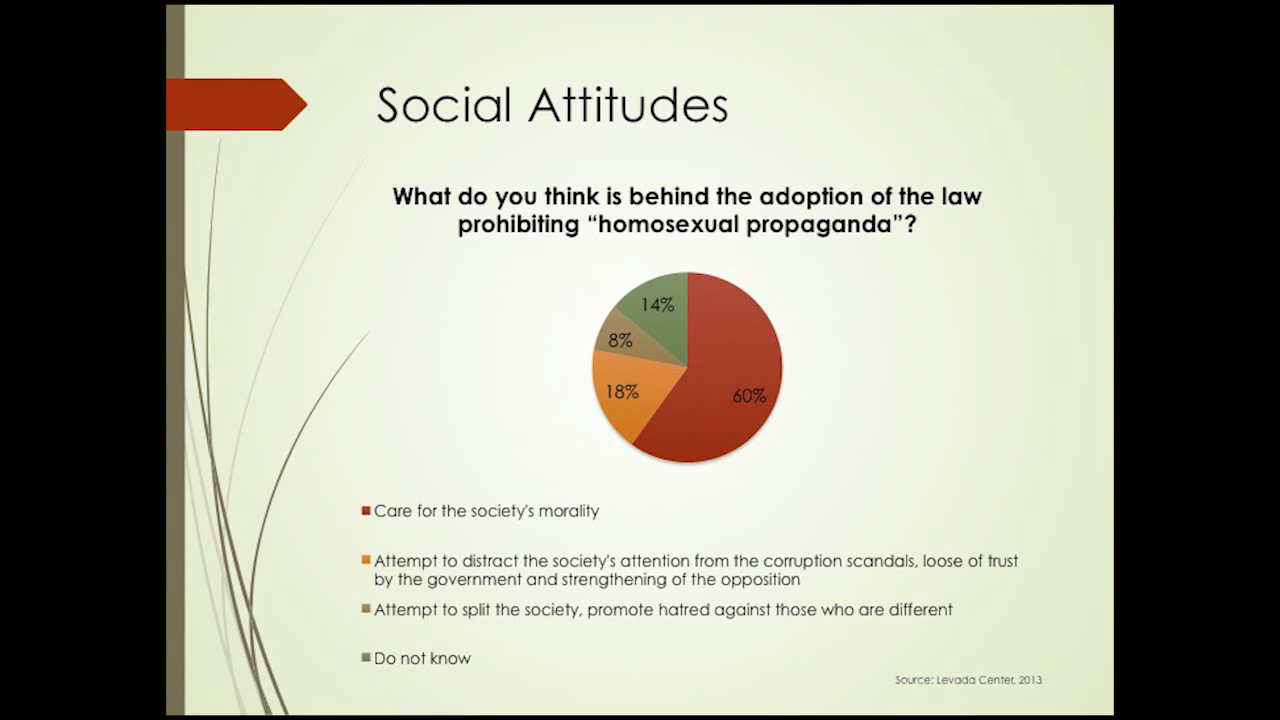 Social Attitudes
What do you think is behind the adoption of the law
prohibiting “homosexual propaganda”?
14%
8%
18%
60%
Care for the society's morality
Attempt to distract the society's attention from the corruption scandals, loose of trust
by the government and strengthening of the opposition
Attempt to split the society, promote hatred against those who are different
Do not know
Source: Levada Center, 2013